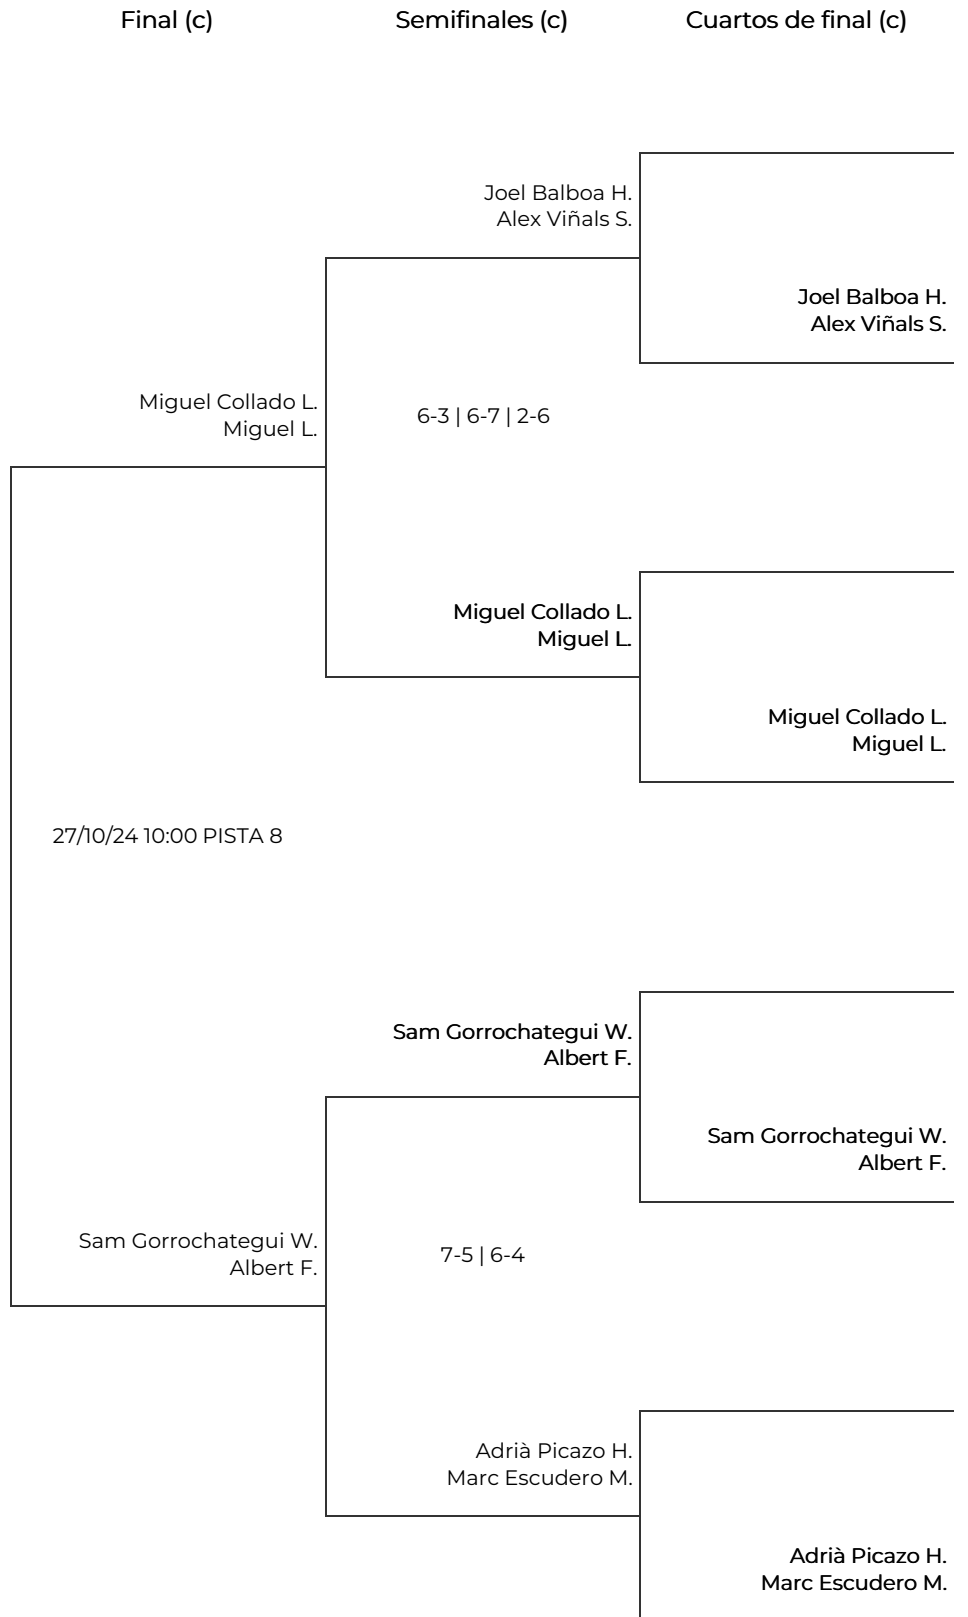 Final (c)
Semifinales (c)
Cuartos de final (c)
Joel Balboa H.
Alex Viñals S.
Joel Balboa H.
Alex Viñals S.
Miguel Collado L.
Miguel L.
6-3 | 6-7 | 2-6
Miguel Collado L.
Miguel L.
Miguel Collado L.
Miguel L.
27/10/24 10:00 PISTA 8
Sam Gorrochategui W.
Albert F.
Sam Gorrochategui W.
Albert F.
Sam Gorrochategui W.
Albert F.
7-5 | 6-4
Adrià Picazo H.
Marc Escudero M.
Adrià Picazo H.
Marc Escudero M.